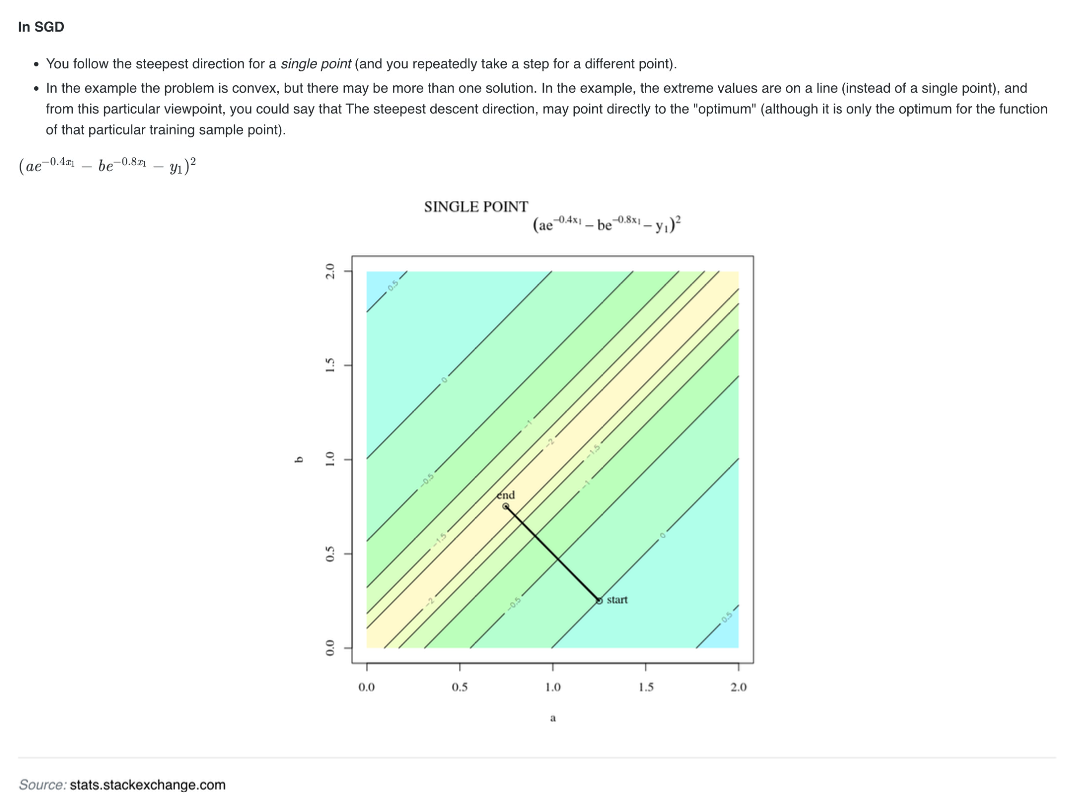 In SGD
• You follow the steepest direction for a single point (and you repeatedly take a step for a different point).
• In the example the problem is convex, but there may be more than one solution. In the example, the extreme values are on a line (instead of a single point), and
from this particular viewpoint, you could say that The steepest descent direction, may point directly to the "optimum" (although it is only the optimum for the function
of that particular training sample point).
(ae^{-0.4x_1} − be^{-0.8x_1} − y_1)^2
SINGLE POINT
(ae^{-0.4x_1} − be^{-0.8x_1} − y_1)^2
2.0
0.5
1.5
0
-1
-2
-1.5
b
1.0
-0.5
-1
end
0.5
-1.5
0
-2
-0.5
start
0.5
0.0
0.0 0.5 1.0 1.5 2.0
a
Source: stats.stackexchange.com